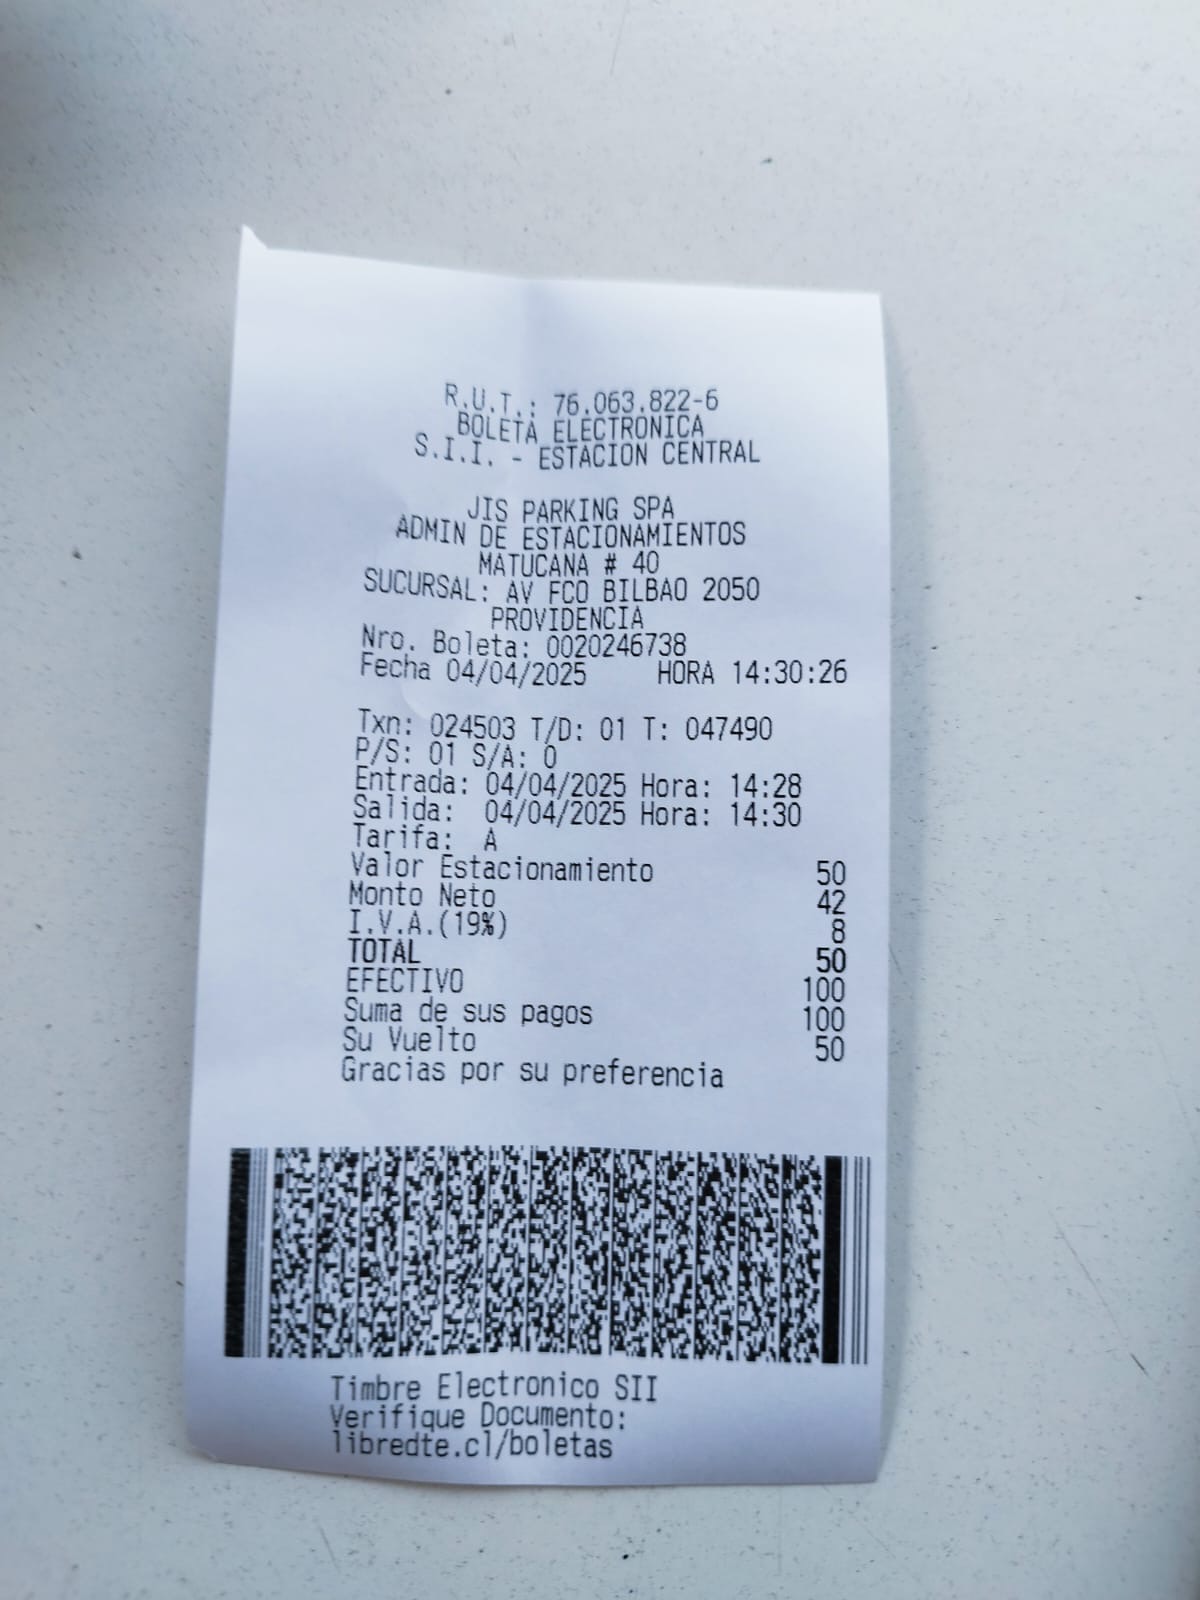 R.U.T.: 76.063.822-6
BOLETA ELECTRONICA
S.I.I. - ESTACION CENTRAL
JIS PARKING SPA
ADMIN DE ESTACIONAMIENTOS
MATUCANA # 40
SUCURSAL: AV FCO BILBAO 2050
PROVIDENCIA
Nro. Boleta: 0020246738
Fecha 04/04/2025 HORA 14:30:26
Txn: 024503 T/D: 01 T: 047490
P/S: 01 S/A: 0
Entrada: 04/04/2025 Hora: 14:28
Salida: 04/04/2025 Hora: 14:30
Tarifa: A
Valor Estacionamiento 50
Monto Neto 42
I.V.A.(19%) 8
TOTAL 50
EFECTIVO 100
Suma de sus pagos 100
Su Vuelto 50
Gracias por su preferencia
Timbre Electronico SII
Verifique Documento:
libredte.cl/boletas